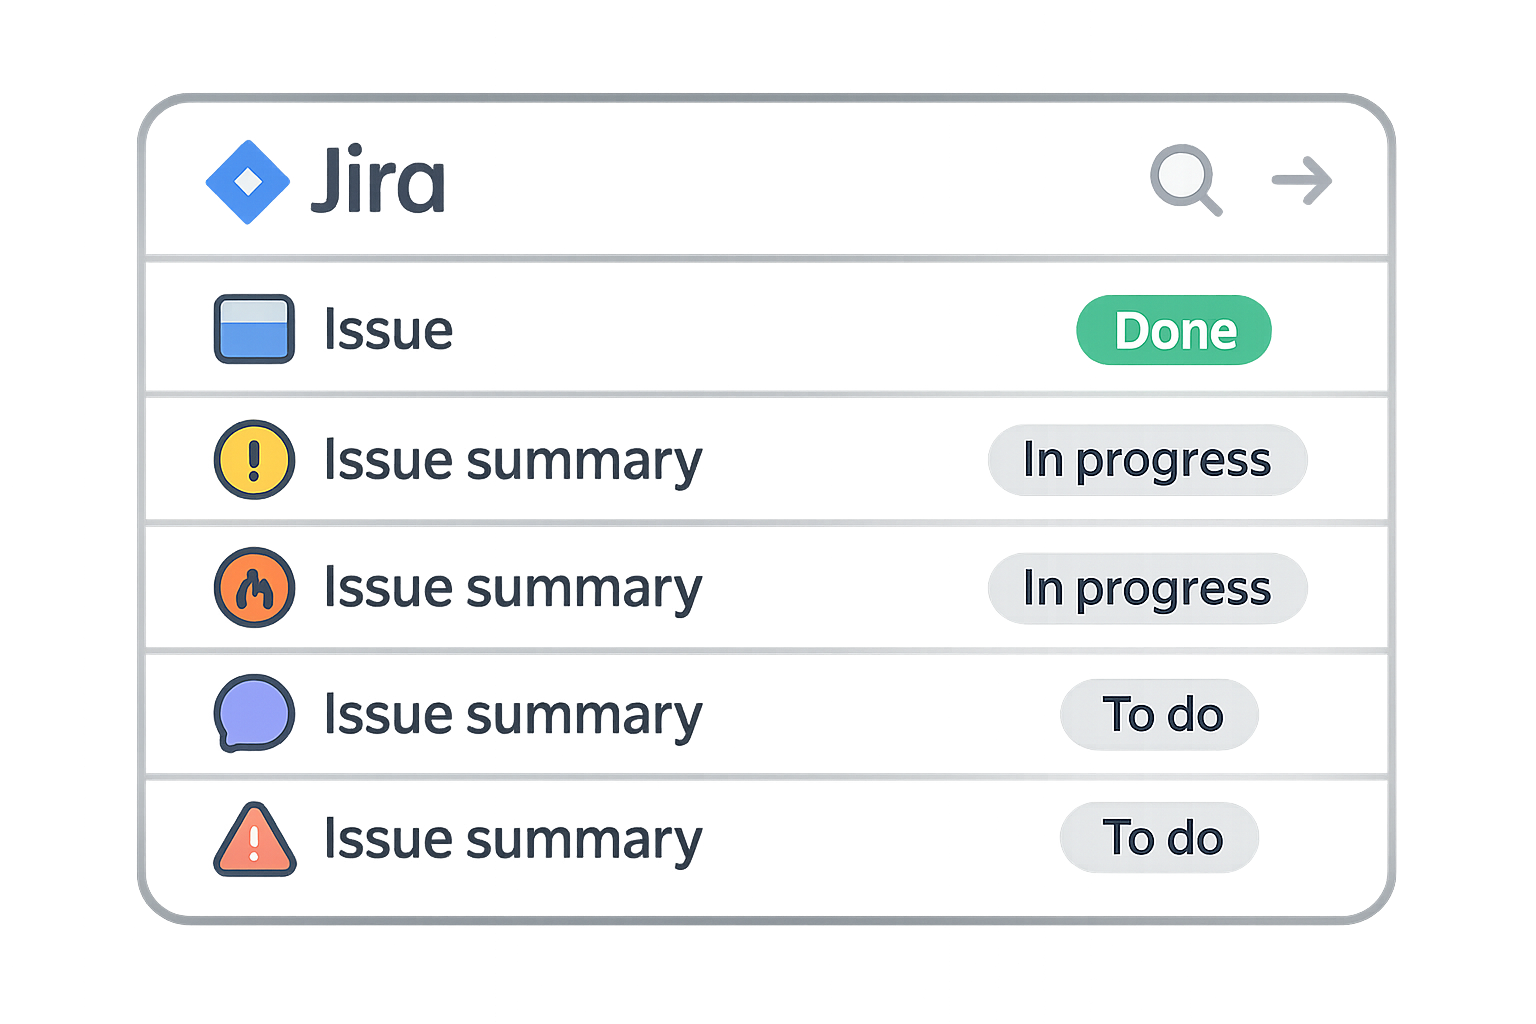 Jira
Issue Done
Issue summary In progress
Issue summary In progress
Issue summary To do
Issue summary To do